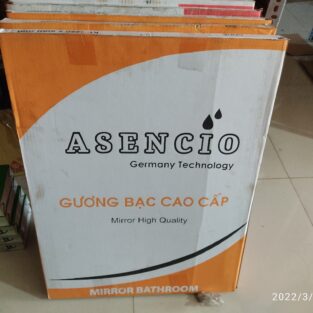 ASENCIO
Germany Technology
GƯƠNG BẠC CAO CẤP
Mirror High Quality
MIRROR BATHROOM
2022/3/